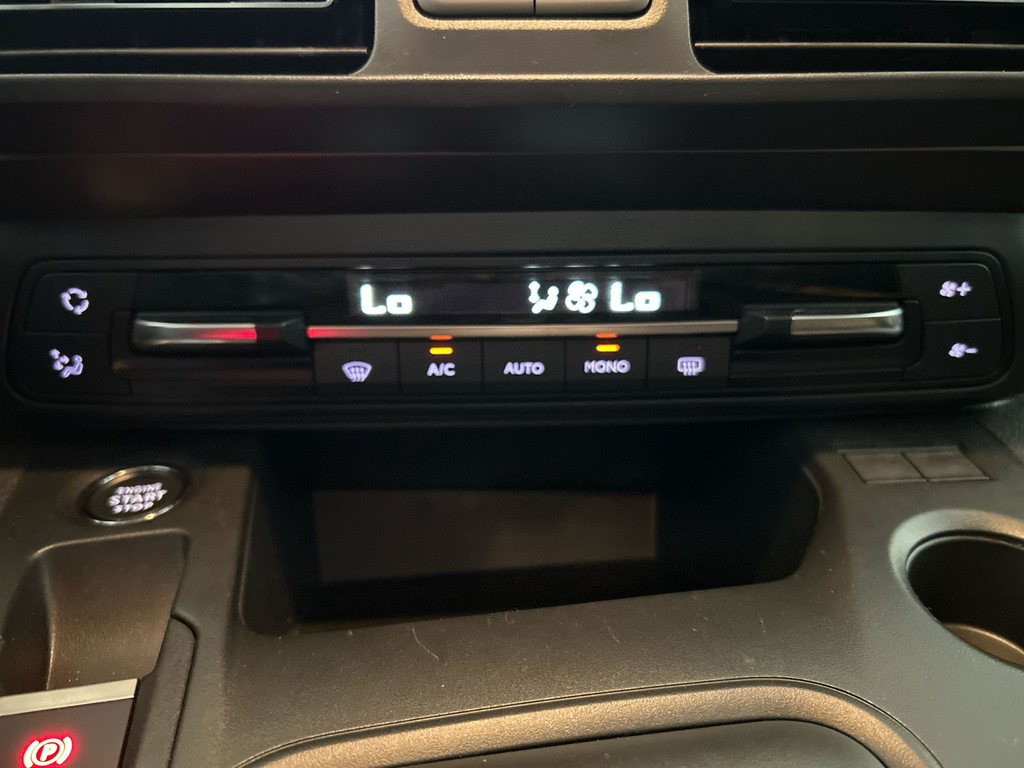 Lo Lo
A/C AUTO MONO
ENGINE
START
STOP
P